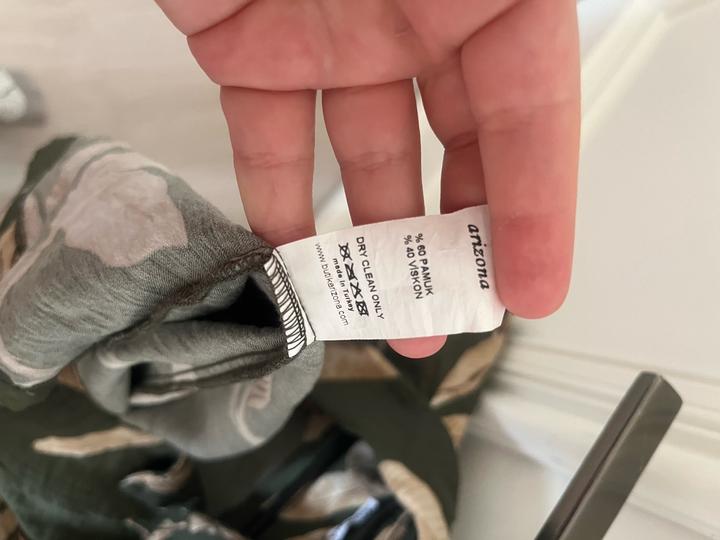 arizona
% 60 PAMUK
% 40 VİSKON
DRY CLEAN ONLY
made in Turkey
www.butikarizona.com